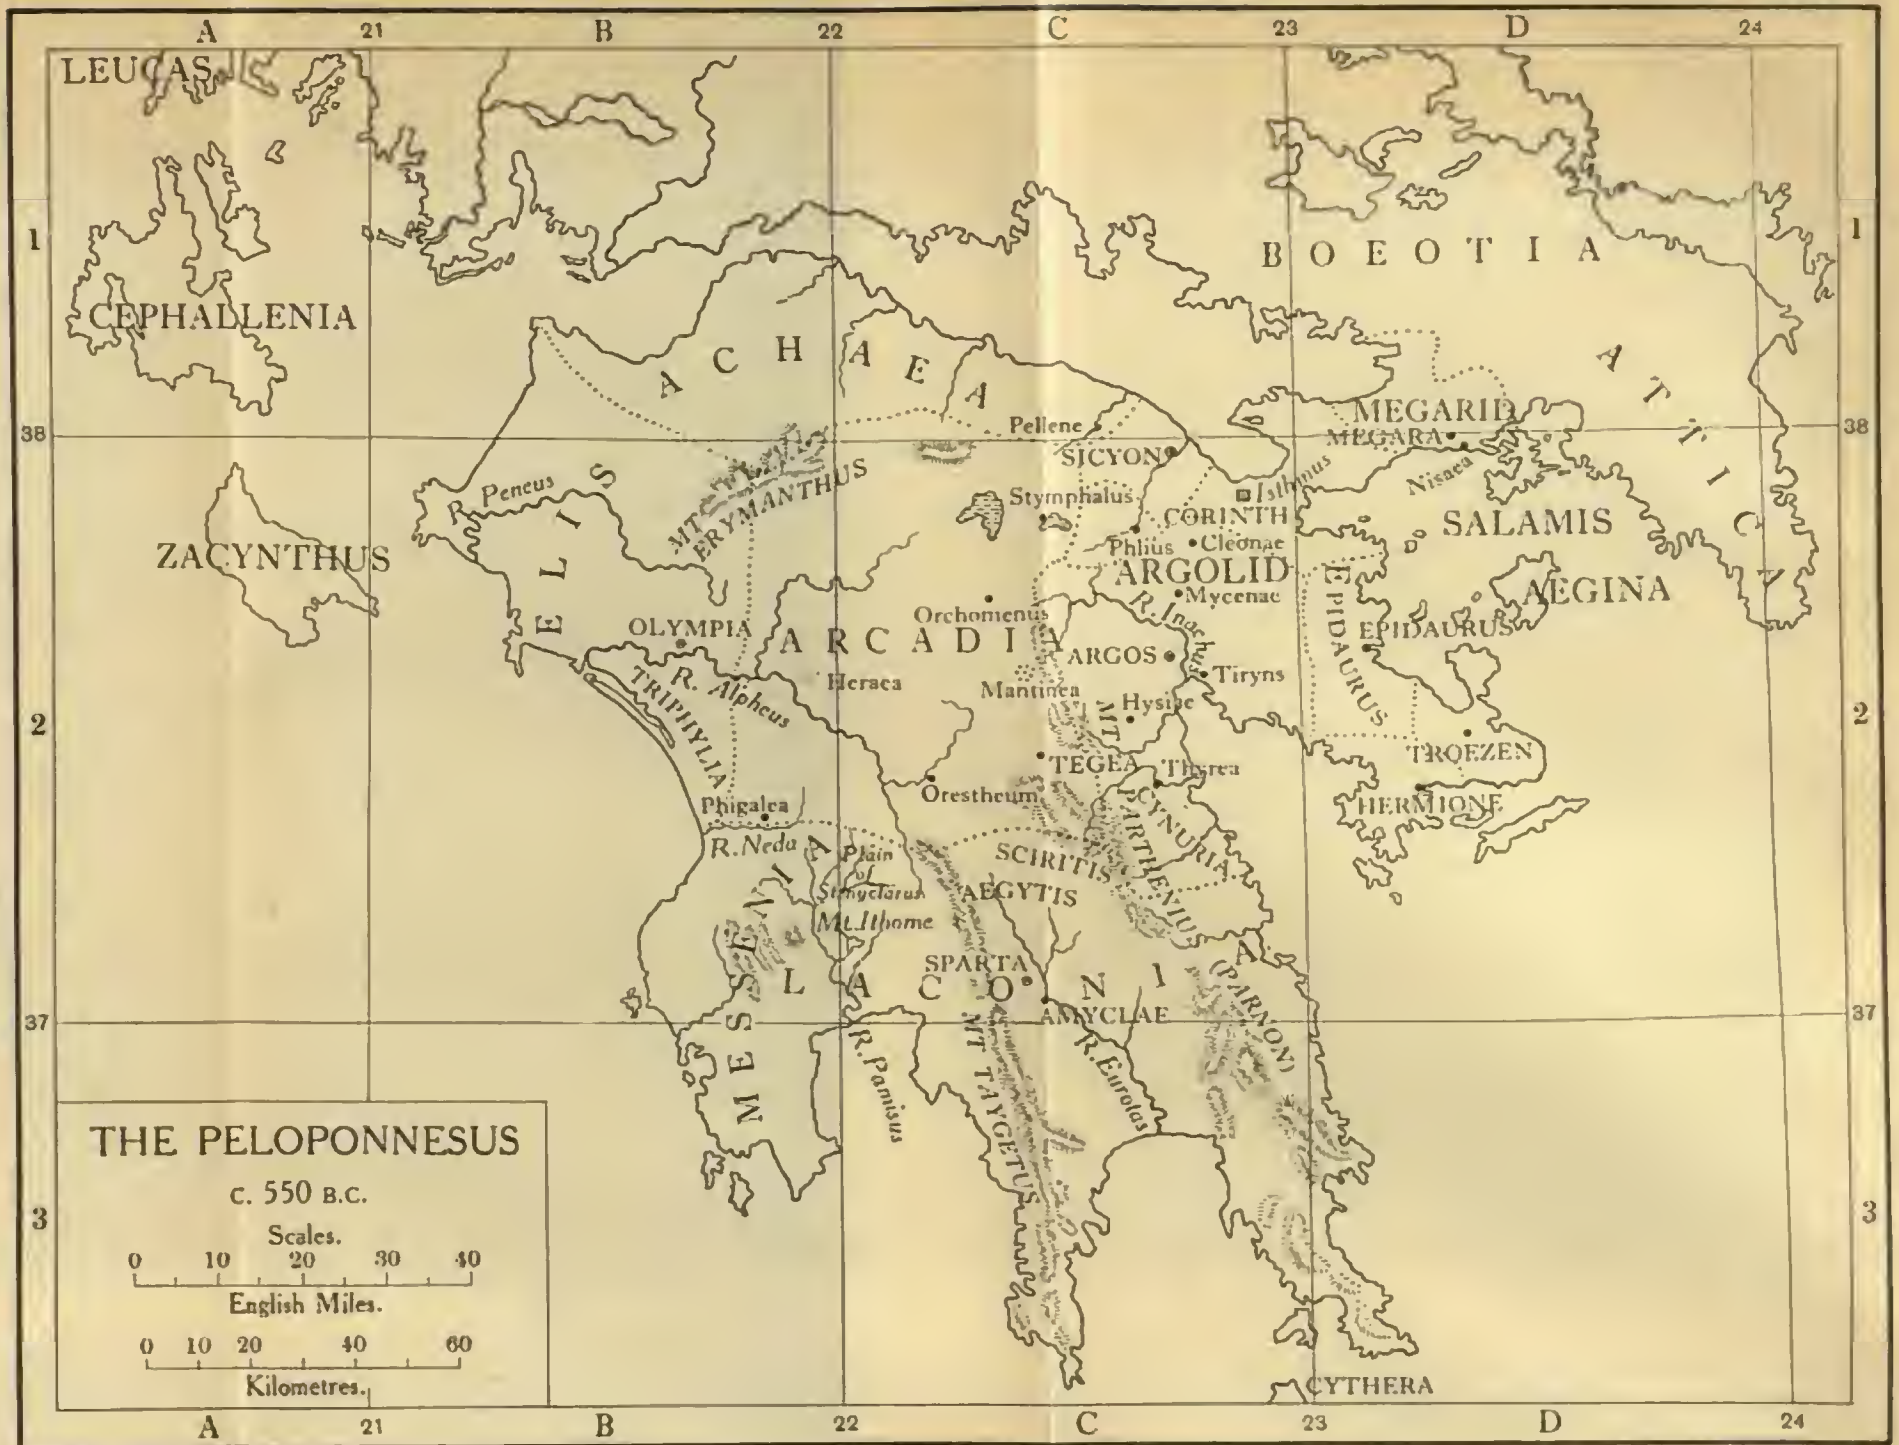 A 21 B 22 C 23 D 24
LEUCAS
1
1
BOEOTIA
CEPHALLENIA
ACHAEA
ATTICA
MEGARID
Pellene
38
MEGARA
38
SICYON
Isthmus
Nisaea
R. Peneus
ELIS
MT ERYMANTHUS
Stymphalus
CORINTH
SALAMIS
Phlius
Cleonae
ZACYNTHUS
ARGOLID
EPIDAURUS
AEGINA
Mycenae
R. Inachus
Orchomenus
OLYMPIA
ARCADIA
EPIDAURUS
ARGOS
R. Alpheus
Heraea
Mantinea
Tiryns
TRIPHYLIA
Hysiae
2
2
MT PARTHENIUS
TROEZEN
TEGEA
Thyrea
Orestheum
Phigalea
CYNURIA
HERMIONE
R. Neda
Plain
of
Stenyclarus
SCIRITIS
AEGYTIS
Mt. Ithome
MESSENIA
SPARTA
LACONIA
(PARNON)
AMYCLAE
37
37
R. Pamisus
MT TAYGETUS
R. Eurotas
THE PELOPONNESUS
C. 550 B.C.
3
3
Scales.
0 10 20 30 40
English Miles.
0 10 20 40 60
Kilometres.
CYTHERA
A 21 B 22 C 23 D 24